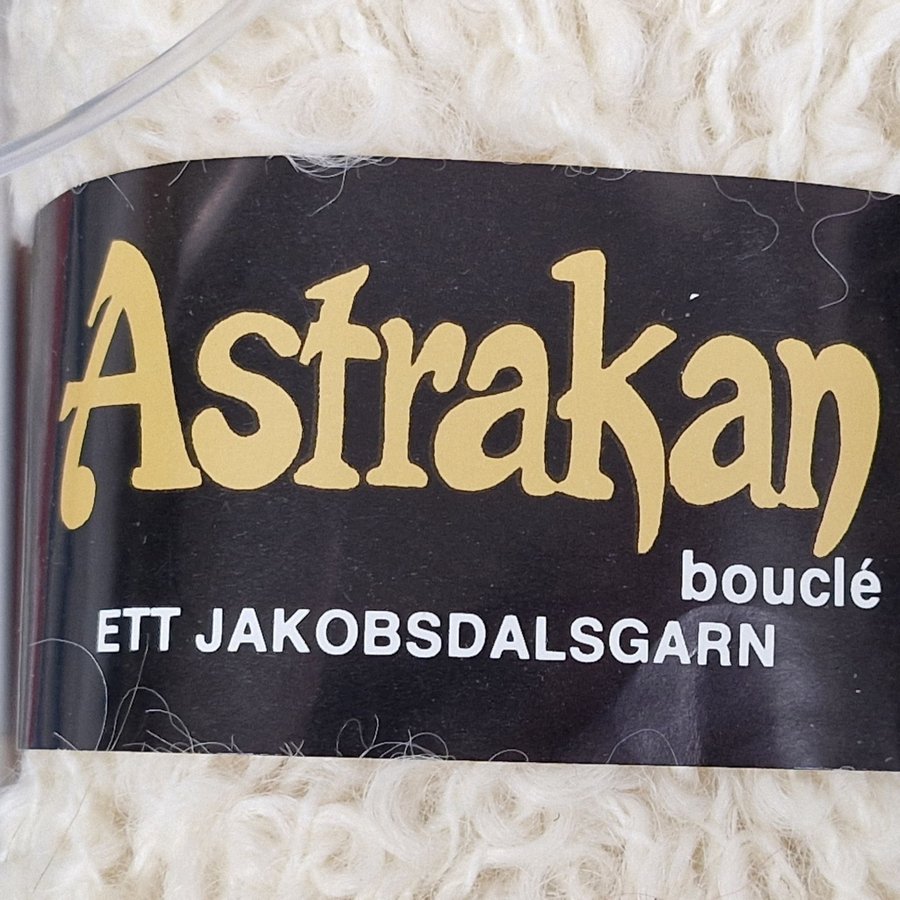 Astrakan
bouclé
ETT JAKOBSDALSGARN